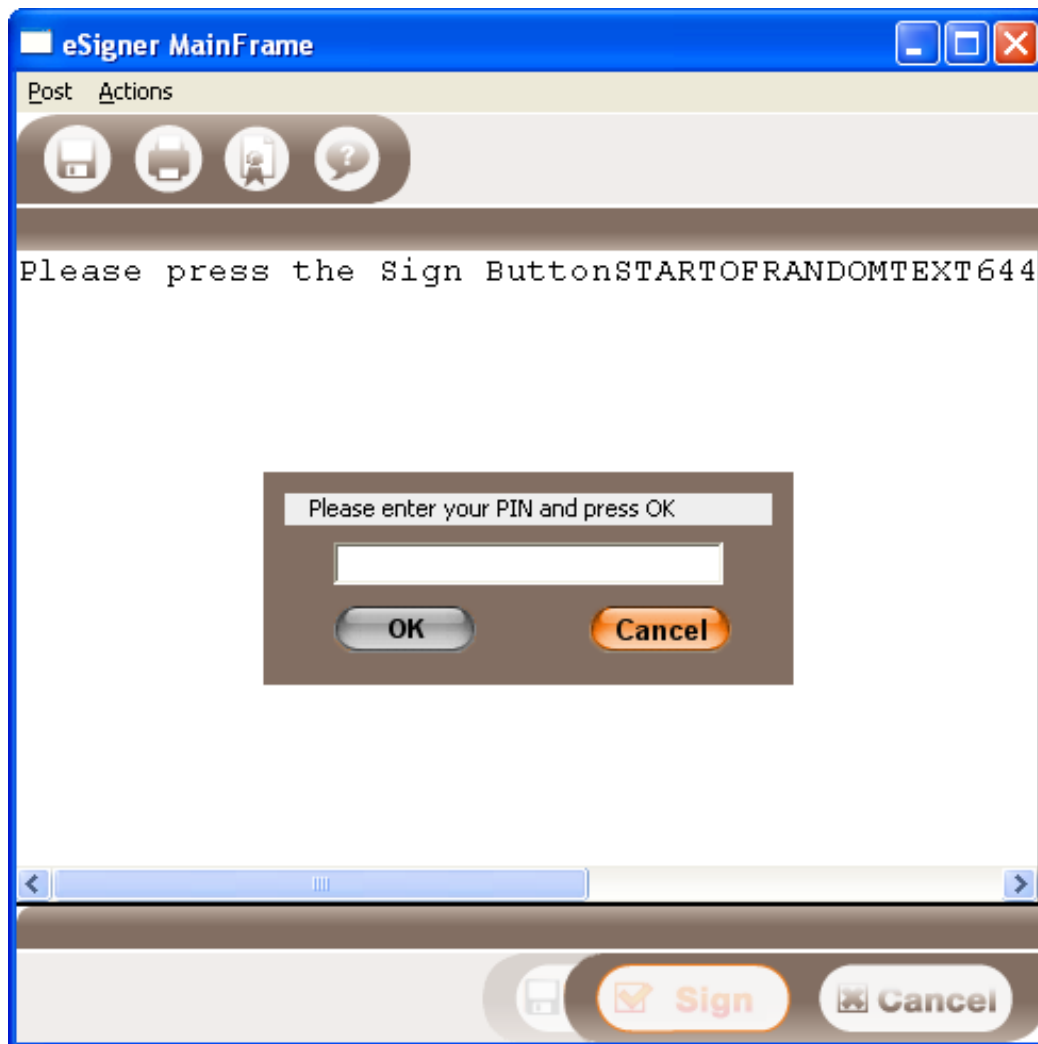 eSigner MainFrame
Post Actions
Please press the Sign ButtonSTARTOFRANDOMTEXT644
Please enter your PIN and press OK
OK Cancel
Sign Cancel